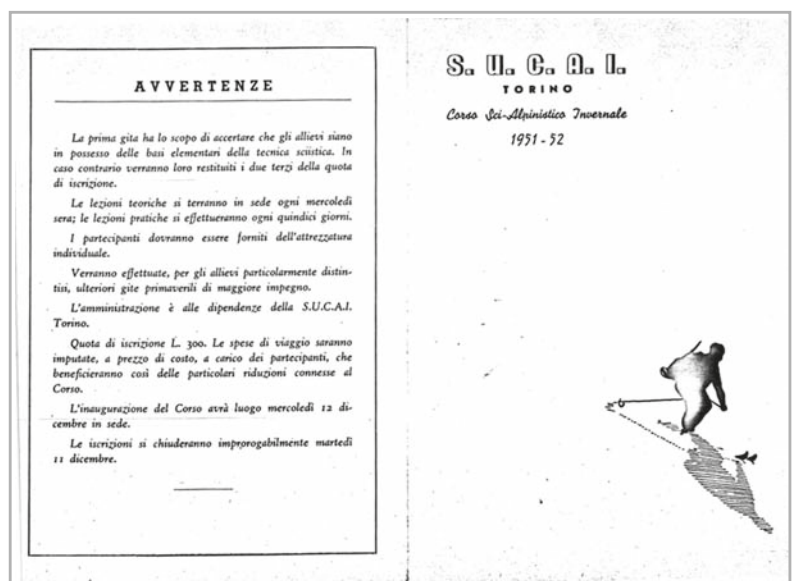 AVVERTENZE
La prima gita ha lo scopo di accertare che gli allievi siano
in possesso delle basi elementari della tecnica sciistica. In
caso contrario verranno loro restituiti i due terzi della quota
di iscrizione.
Le lezioni teoriche si terranno in sede ogni mercoledì
sera; le lezioni pratiche si effettueranno ogni quindici giorni.
I partecipanti dovranno essere forniti dell'attrezzatura
individuale.
Verranno effettuate, per gli allievi particolarmente distin-
tisi, ulteriori gite primaverili di maggiore impegno.
L'amministrazione è alle dipendenze della S.U.C.A.I.
Torino.
Quota di iscrizione L. 300. Le spese di viaggio saranno
imputate, a prezzo di costo, a carico dei partecipanti, che
beneficieranno così delle particolari riduzioni connesse al
Corso.
L'inaugurazione del Corso avrà luogo mercoledì 12 di-
cembre in sede.
Le iscrizioni si chiuderanno improrogabilmente martedì
11 dicembre.
S. U. C. A. I.
TORINO
Corso Sci-Alpinistico Invernale
1951 - 52